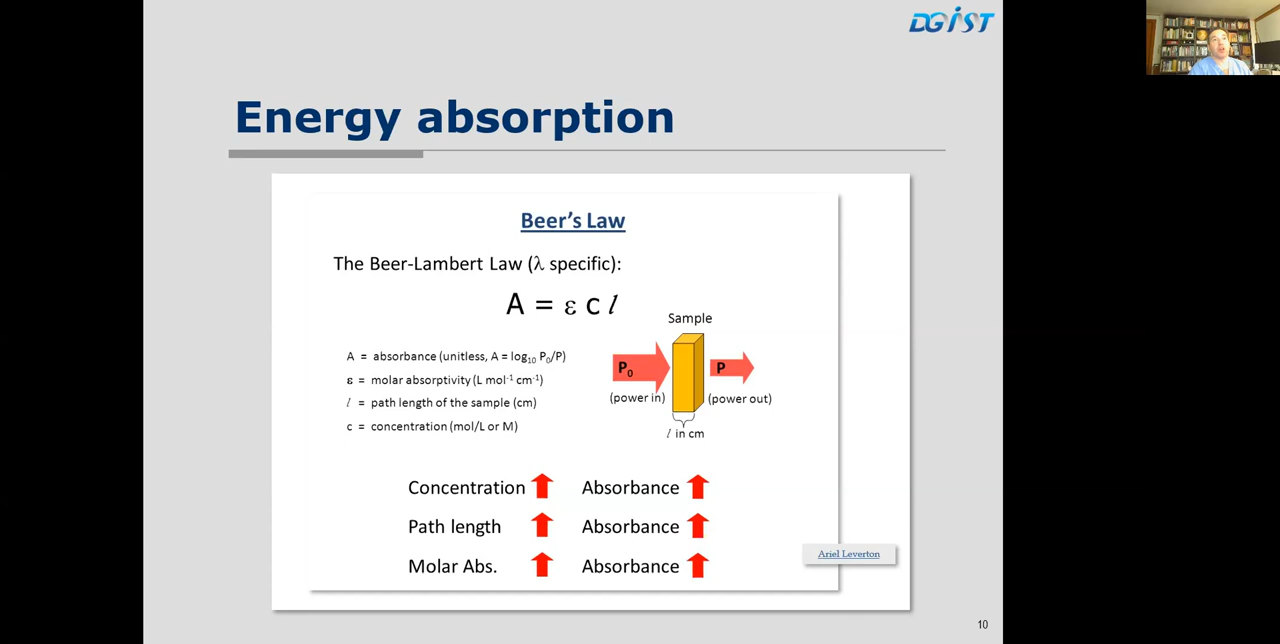 DGIST
Energy absorption
Beer's Law
The Beer-Lambert Law (λ specific):
A = ε c l
Sample
A = absorbance (unitless, A = log₁₀ P₀/P)
ε = molar absorptivity (L mol⁻¹ cm⁻¹)
l = path length of the sample (cm)
c = concentration (mol/L or M)
P₀
P
(power in)
(power out)
l in cm
Concentration Absorbance
Path length Absorbance
Molar Abs. Absorbance
Ariel Leverton
10